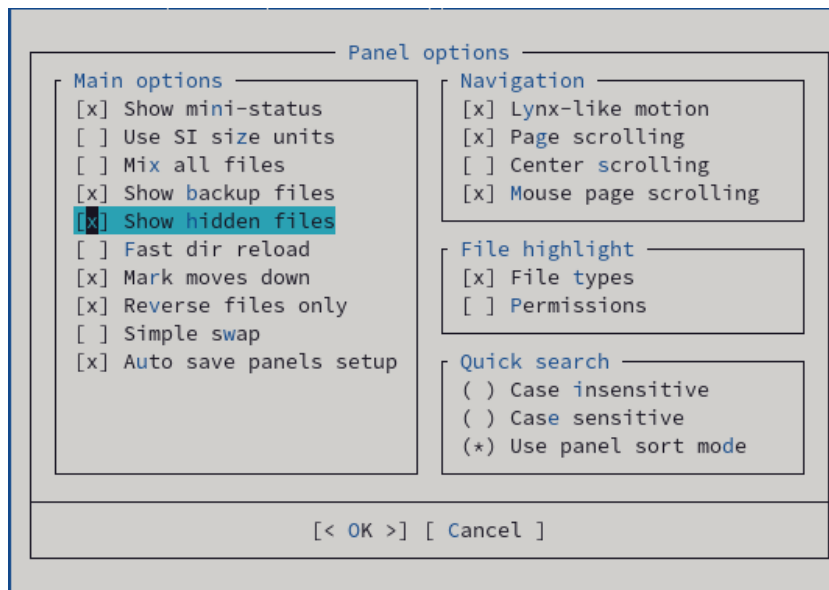 Panel options
Main options
[x] Show mini-status
[ ] Use SI size units
[ ] Mix all files
[x] Show backup files
[x] Show hidden files
[ ] Fast dir reload
[x] Mark moves down
[x] Reverse files only
[ ] Simple swap
[x] Auto save panels setup
Navigation
[x] Lynx-like motion
[x] Page scrolling
[ ] Center scrolling
[x] Mouse page scrolling
File highlight
[x] File types
[ ] Permissions
Quick search
( ) Case insensitive
( ) Case sensitive
(*) Use panel sort mode
[< OK >] [ Cancel ]